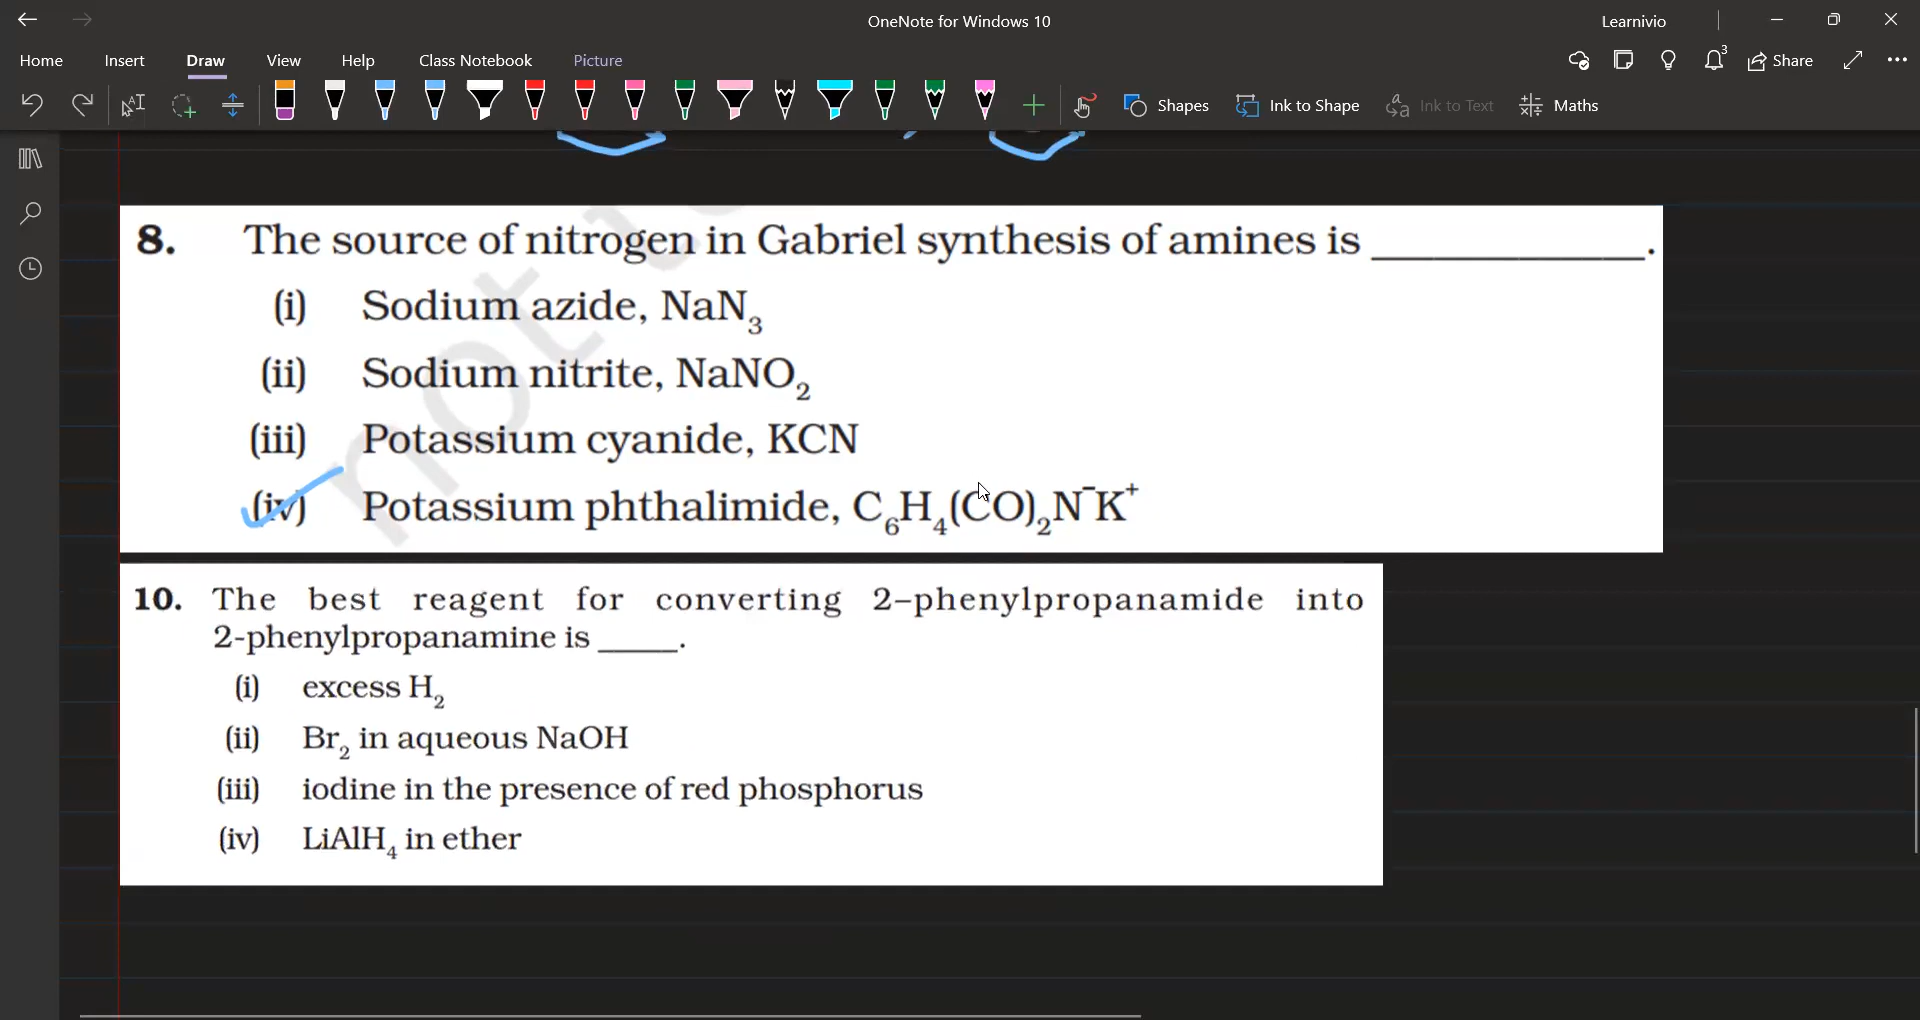 OneNote for Windows 10
Learnivio
Home Insert Draw View Help Class Notebook Picture
3
Share
Shapes Ink to Shape Ink to Text Maths
not to
8. The source of nitrogen in Gabriel synthesis of amines is _____________.
(i) Sodium azide, NaN₃
(ii) Sodium nitrite, NaNO₂
(iii) Potassium cyanide, KCN
(iv) Potassium phthalimide, C₆H₄(CO)₂N⁻K⁺
10. The best reagent for converting 2–phenylpropanamide into
2-phenylpropanamine is _____.
(i) excess H₂
(ii) Br₂ in aqueous NaOH
(iii) iodine in the presence of red phosphorus
(iv) LiAlH₄ in ether